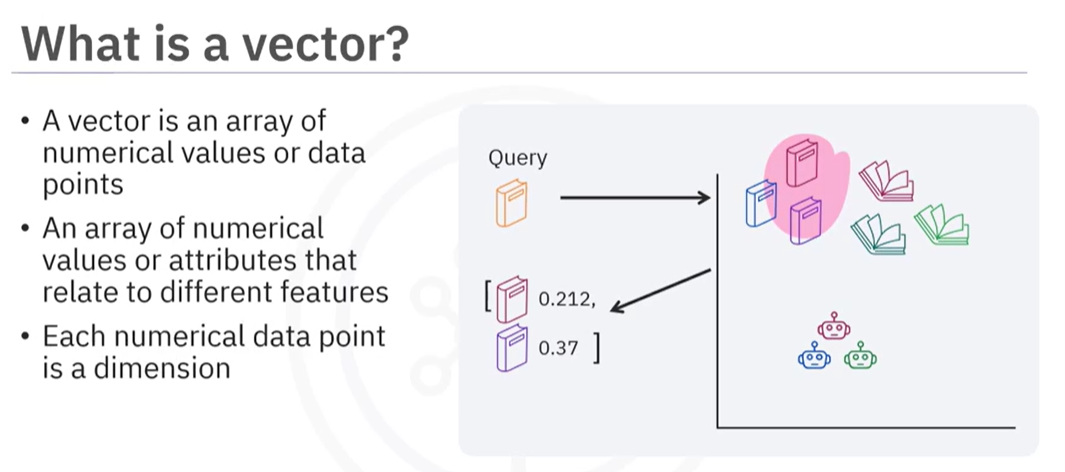 What is a vector?
• A vector is an array of
numerical values or data
points
• An array of numerical
values or attributes that
relate to different features
• Each numerical data point
is a dimension
Query
[ 0.212,
0.37 ]